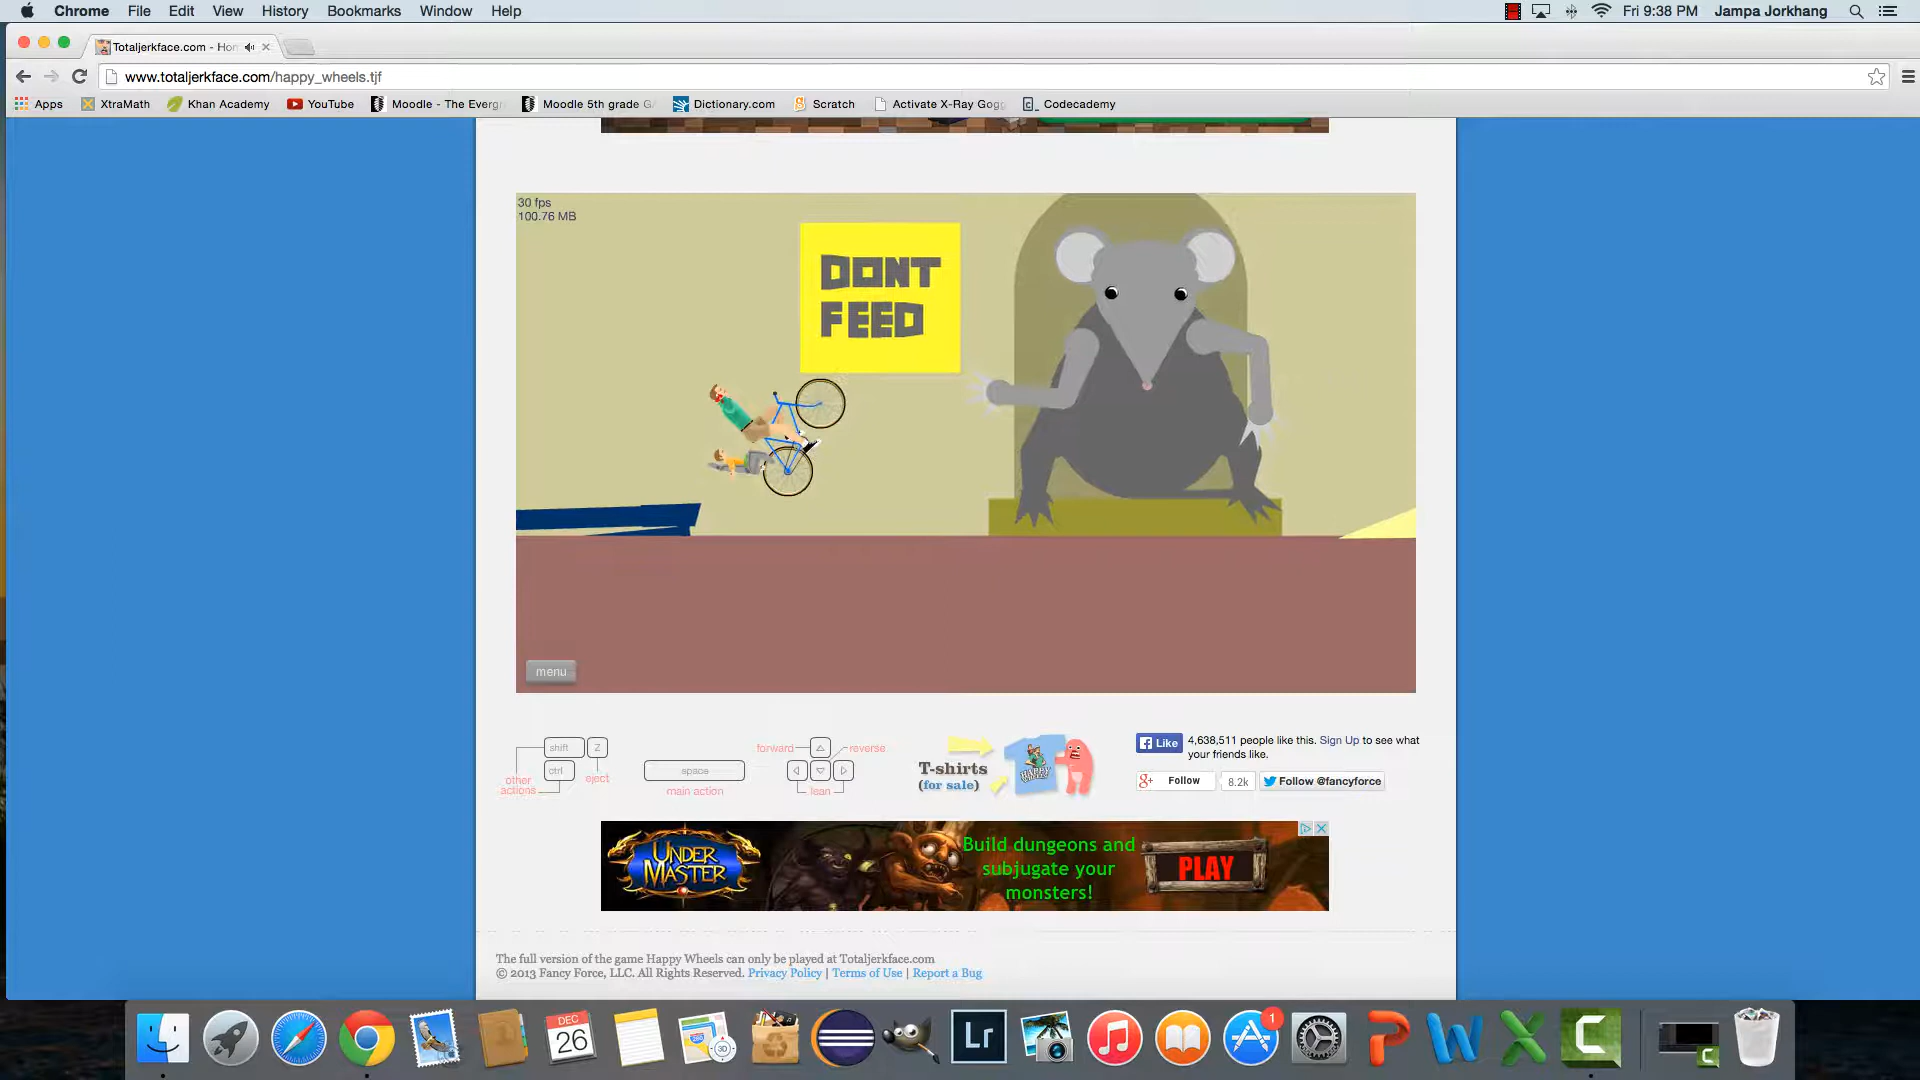 Chrome File Edit View History Bookmarks Window Help Fri 9:38 PM Jampa Jorkhang
Totaljerkface.com - Hon
www.totaljerkface.com/happy_wheels.tjf
Apps XtraMath Khan Academy YouTube Moodle - The Evergr Moodle 5th grade G Dictionary.com Scratch Activate X-Ray Gogg Codecademy
30 fps
100.76 MB
DONT
FEED
menu
shift Z
ctrl
other
actions
eject
space
main action
forward reverse
lean
T-shirts
(for sale)
HAPPY
WHEELS
Like 4,638,511 people like this. Sign Up to see what
your friends like.
g+ Follow 8.2k Follow @fancyforce
UNDER
MASTER
Build dungeons and
subjugate your
monsters!
PLAY
The full version of the game Happy Wheels can only be played at Totaljerkface.com
© 2013 Fancy Force, LLC. All Rights Reserved. Privacy Policy | Terms of Use | Report a Bug
DEC
26
Lr
1
P W X C
C